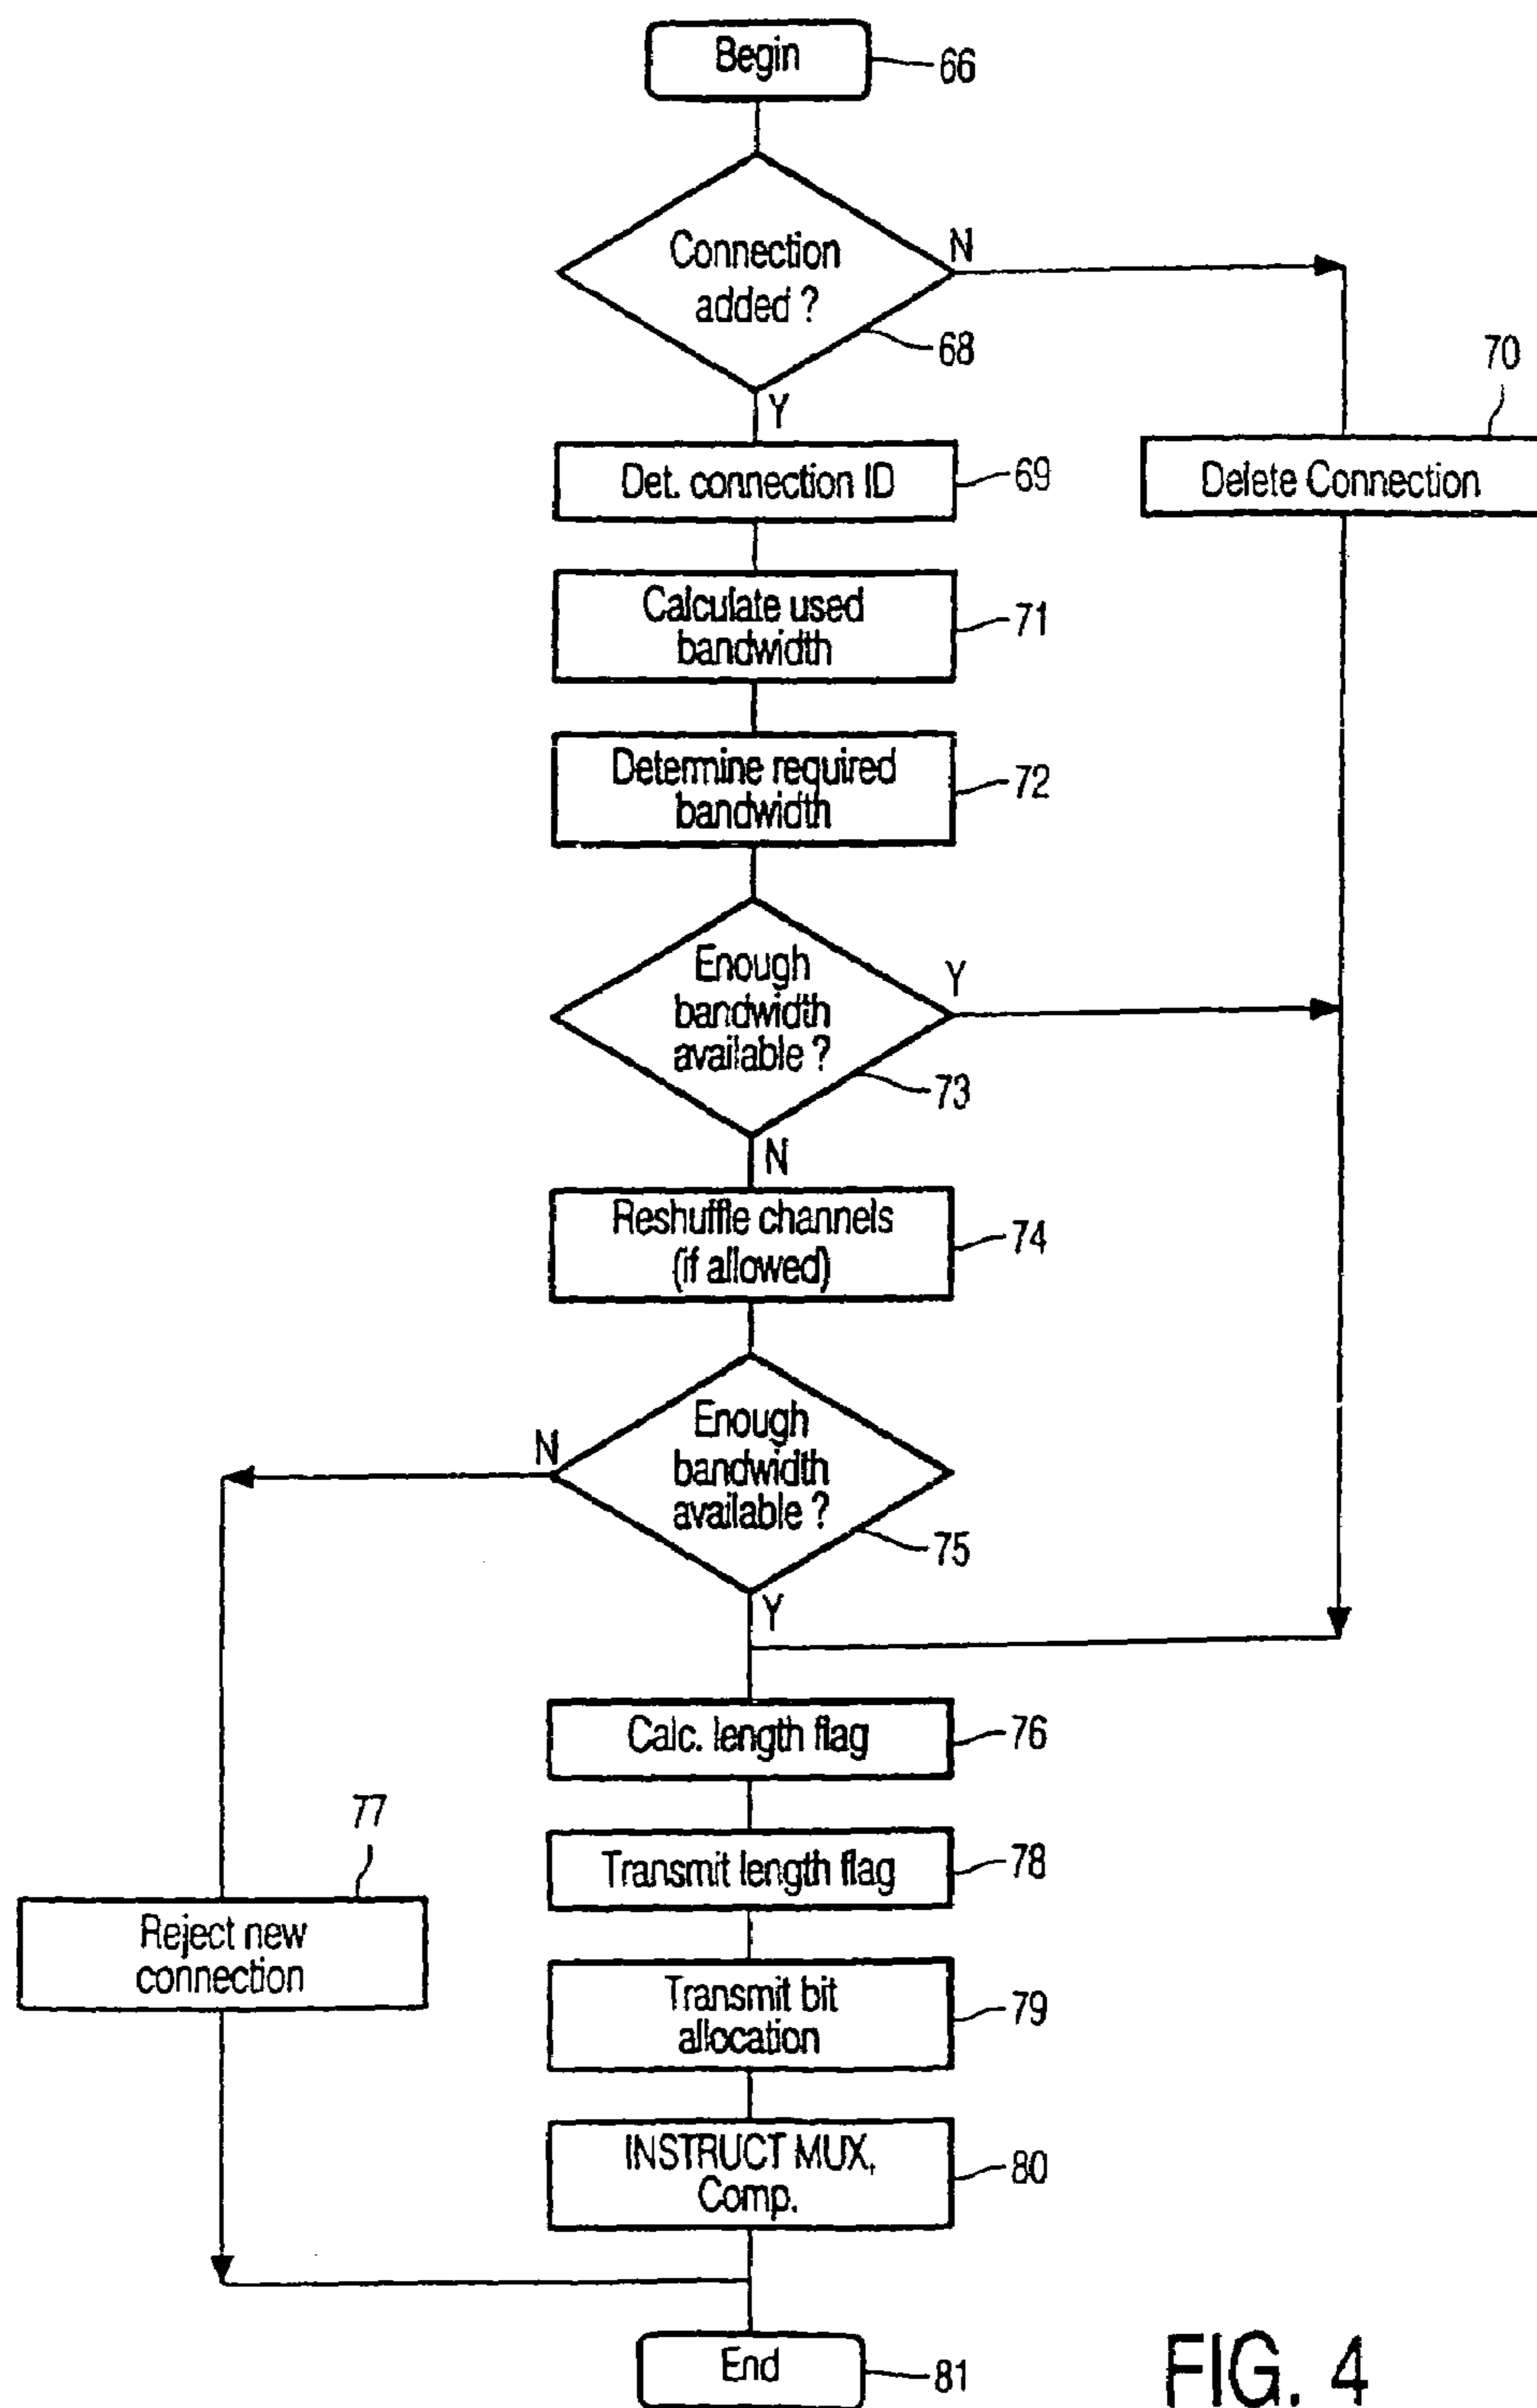 Begin
66
Connection
added ?
N
68
70
Y
Det. connection ID
69
Delete Connection
Calculate used
bandwidth
71
Determine required
bandwidth
72
Enough
bandwidth
available ?
Y
73
N
Reshuffle channels
(if allowed)
74
Enough
bandwidth
available ?
N
75
Y
Calc. length flag
76
77
Transmit length flag
78
Reject new
connection
Transmit bit
allocation
79
INSTRUCT MUX,
Comp.
80
End
81
FIG. 4